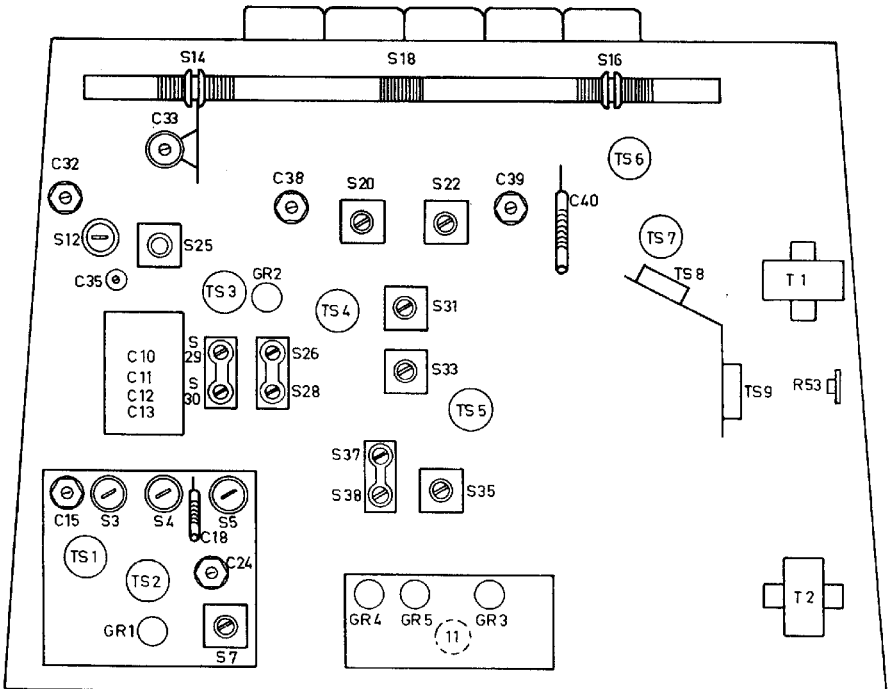 S14
S18
S16
C33
TS6
C32
C38
S20
S22
C39
C40
S12
S25
TS7
C35
TS3
GR2
TS8
T1
TS4
S31
C10
C11
C12
C13
S
29
S
30
S26
S28
S33
TS9
R53
TS5
S37
S38
S35
C15
S3
S4
S5
C18
TS1
TS2
C24
GR1
S7
GR4
GR5
GR3
11
T2